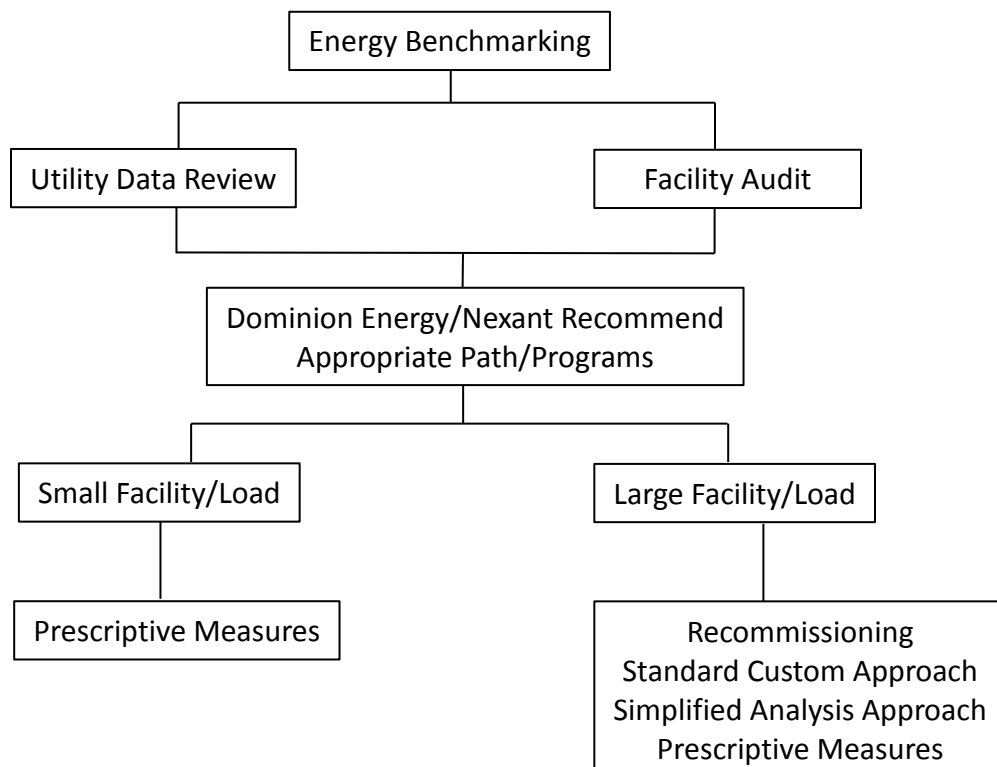 Energy Benchmarking
Utility Data Review
Facility Audit
Dominion Energy/Nexant Recommend
Appropriate Path/Programs
Small Facility/Load
Large Facility/Load
Prescriptive Measures
Recommissioning
Standard Custom Approach
Simplified Analysis Approach
Prescriptive Measures